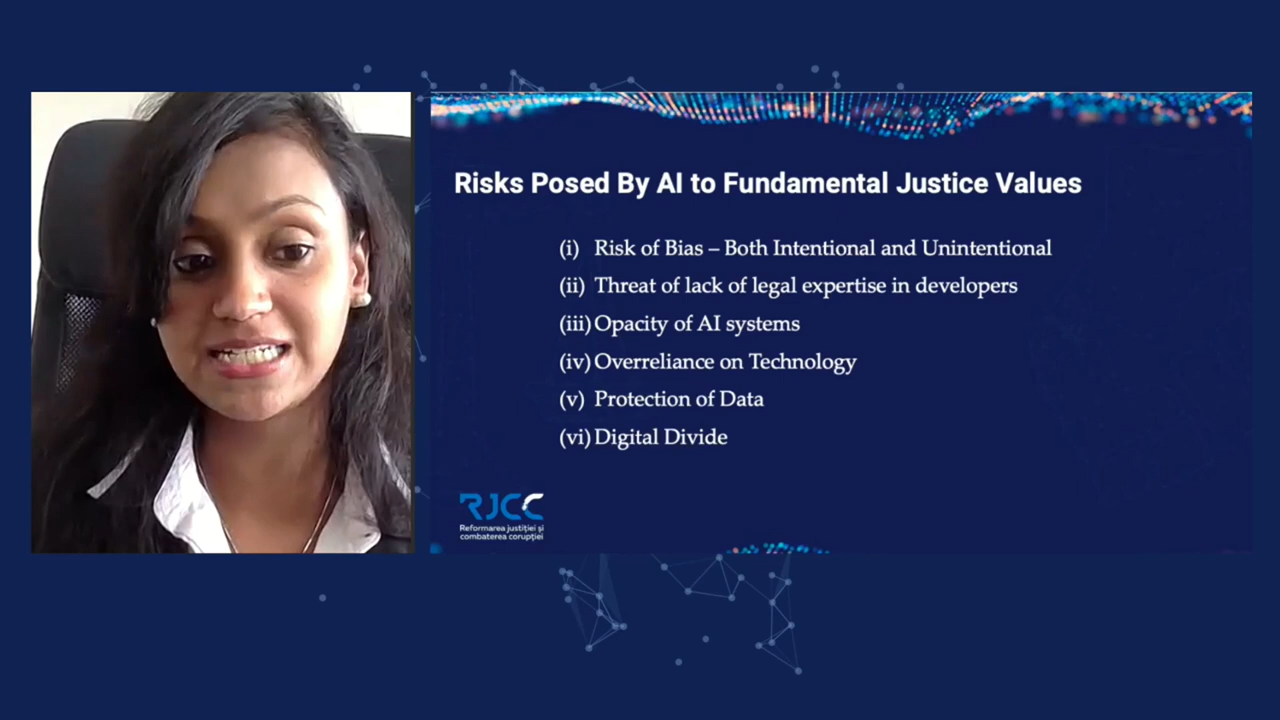 Risks Posed By AI to Fundamental Justice Values
(i) Risk of Bias – Both Intentional and Unintentional
(ii) Threat of lack of legal expertise in developers
(iii) Opacity of AI systems
(iv) Overreliance on Technology
(v) Protection of Data
(vi) Digital Divide
RJCC
Reformarea justiției și
combaterea corupției